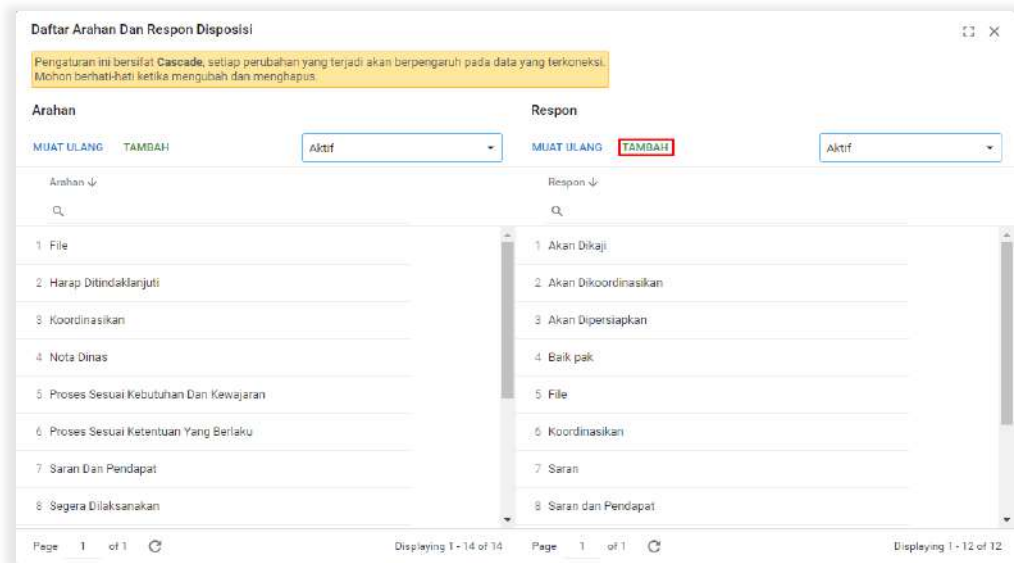 Daftar Arahan Dan Respon Disposisi
Pengaturan ini bersifat Cascade, setiap perubahan yang terjadi akan berpengaruh pada data yang terkoneksi.
Mohon berhati-hati ketika mengubah dan menghapus.
Arahan
MUAT ULANG TAMBAH Aktif
Arahan
1 File
2 Harap Ditindaklanjuti
3 Koordinasikan
4 Nota Dinas
5 Proses Sesuai Kebutuhan Dan Kewajaran
6 Proses Sesuai Ketentuan Yang Berlaku
7 Saran Dan Pendapat
8 Segera Dilaksanakan
Page 1 of 1 Displaying 1 - 14 of 14
Respon
MUAT ULANG TAMBAH Aktif
Respon
1 Akan Dikaji
2 Akan Dikoordinasikan
3 Akan Dipersiapkan
4 Baik pak
5 File
6 Koordinasikan
7 Saran
8 Saran dan Pendapat
Page 1 of 1 Displaying 1 - 12 of 12